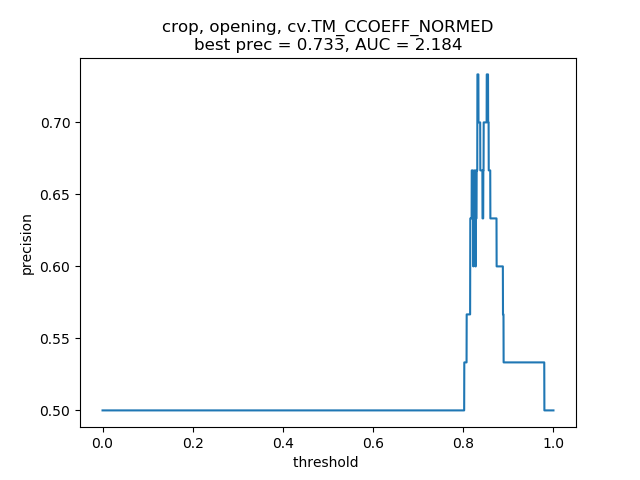 crop, opening, cv.TM_CCOEFF_NORMED
best prec = 0.733, AUC = 2.184
precision
0.70
0.65
0.60
0.55
0.50
0.0 0.2 0.4 0.6 0.8 1.0
threshold